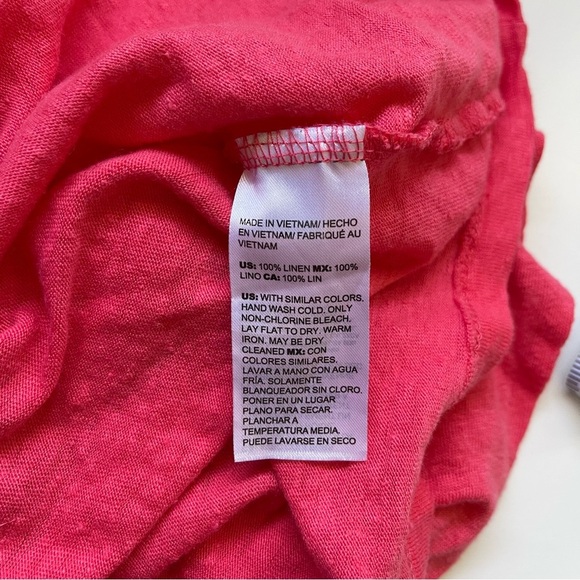 MADE IN VIETNAM/ HECHO
EN VIETNAM/ FABRIQUÉ AU
VIETNAM
US: 100% LINEN MX: 100%
LINO CA: 100% LIN
US: WITH SIMILAR COLORS.
HAND WASH COLD. ONLY
NON-CHLORINE BLEACH.
LAY FLAT TO DRY. WARM
IRON. MAY BE DRY
CLEANED MX: CON
COLORES SIMILARES.
LAVAR A MANO CON AGUA
FRÍA. SOLAMENTE
BLANQUEADOR SIN CLORO.
PONER EN UN LUGAR
PLANO PARA SECAR.
PLANCHAR A
TEMPERATURA MEDIA.
PUEDE LAVARSE EN SECO